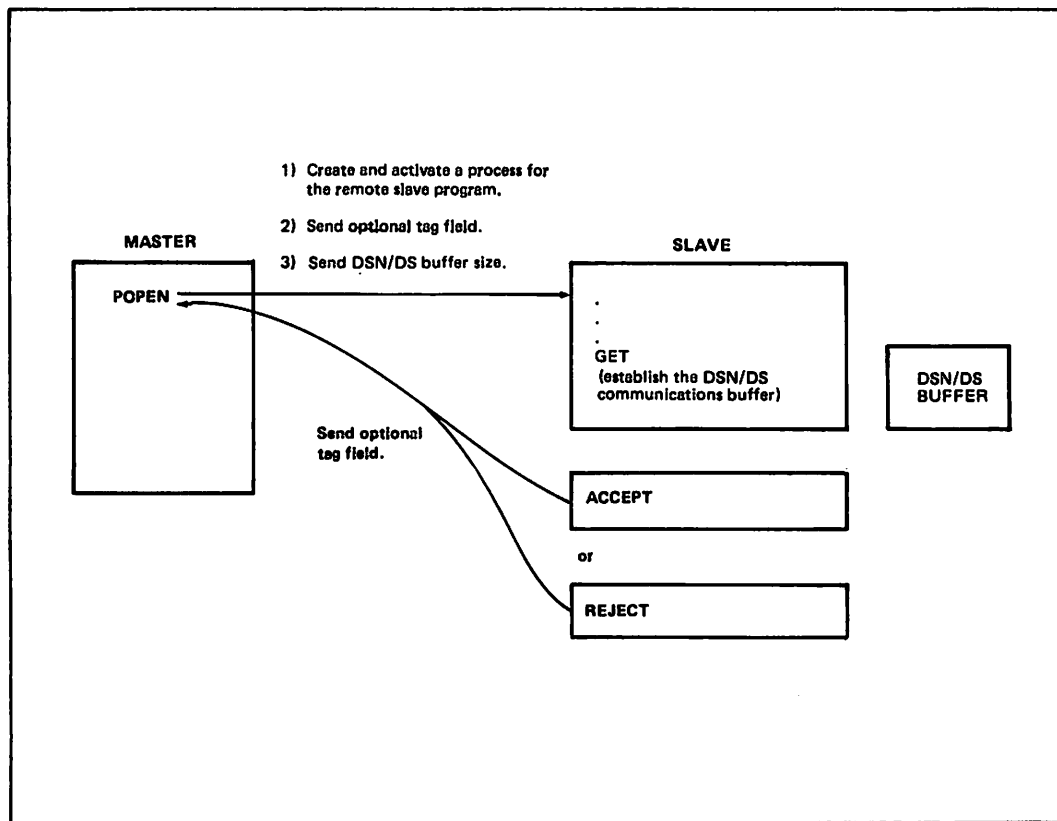 1) Create and activate a process for
the remote slave program.
2) Send optional tag field.
3) Send DSN/DS buffer size.
MASTER
POPEN
SLAVE
.
.
.
GET
(establish the DSN/DS
communications buffer)
DSN/DS
BUFFER
Send optional
tag field.
ACCEPT
or
REJECT